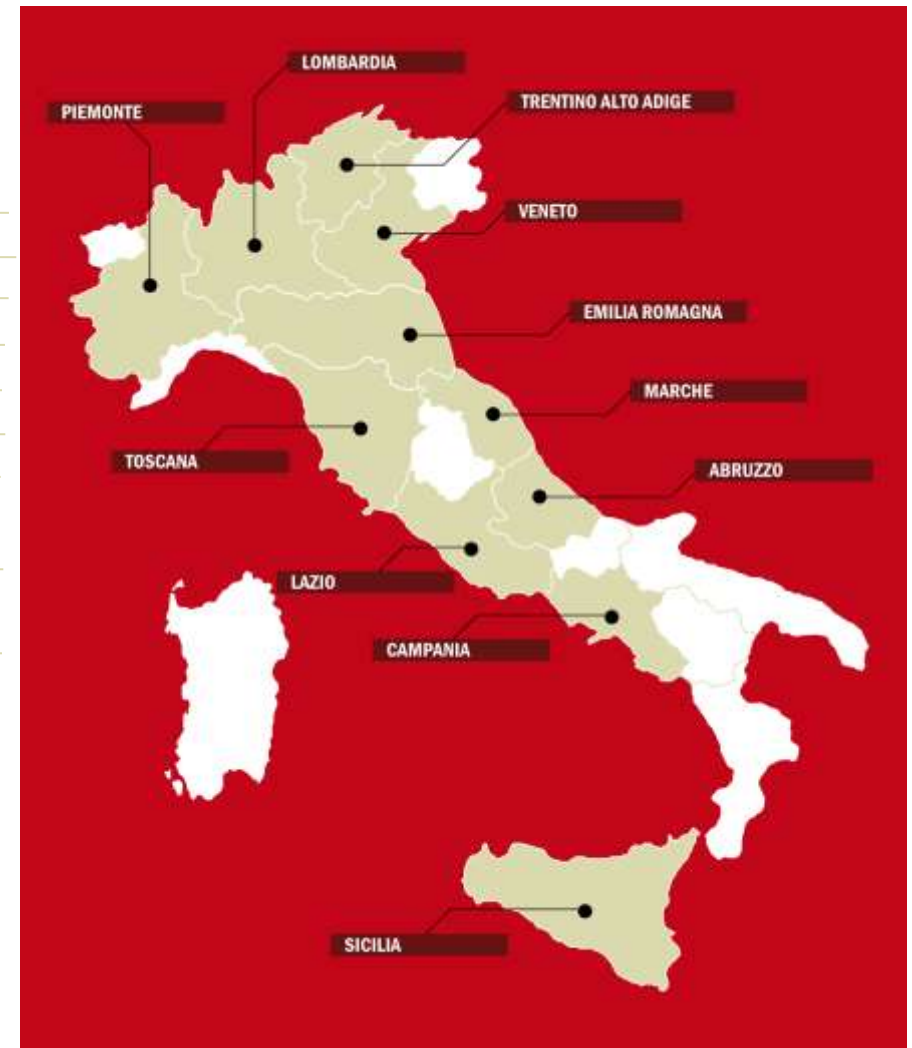 LOMBARDIA
TRENTINO ALTO ADIGE
PIEMONTE
VENETO
EMILIA ROMAGNA
MARCHE
TOSCANA
ABRUZZO
LAZIO
CAMPANIA
SICILIA